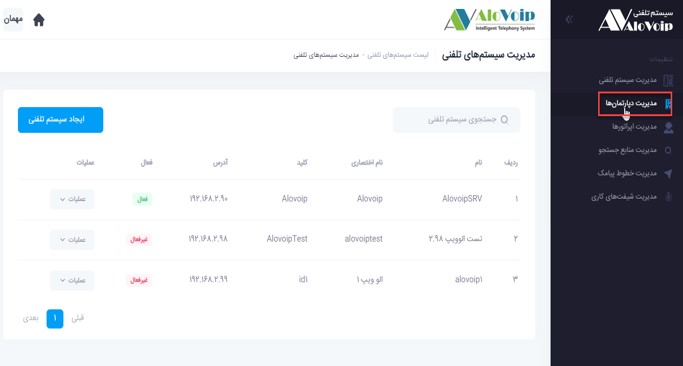 سیستم تلفنی
AloVoip
تنظیمات
مدیریت سیستم تلفنی
مدیریت دپارتمان‌ها
مدیریت اپراتورها
مدیریت منابع جستجو
مدیریت خطوط پیامک
مدیریت شیفت‌های کاری
AloVoip
Intelligent Telephony System
مهمان
مدیریت سیستم‌های تلفنی
لیست سیستم‌های تلفنی - مدیریت سیستم‌های تلفنی
جستجوی سیستم تلفنی
ایجاد سیستم تلفنی
ردیف نام نام اختصاری کلید آدرس فعال عملیات
۱ AlovoipSRV Alovoip Alovoip ۱۹۲.۱۶۸.۲.۹۰ فعال عملیات
۲ تست الوویپ ۲.۹۸ alovoiptest AlovoipTest ۱۹۲.۱۶۸.۲.۹۸ غیرفعال عملیات
۳ alovoip۱ الو ویپ ۱ id۱ ۱۹۲.۱۶۸.۲.۹۹ غیرفعال عملیات
قبلی ۱ بعدی